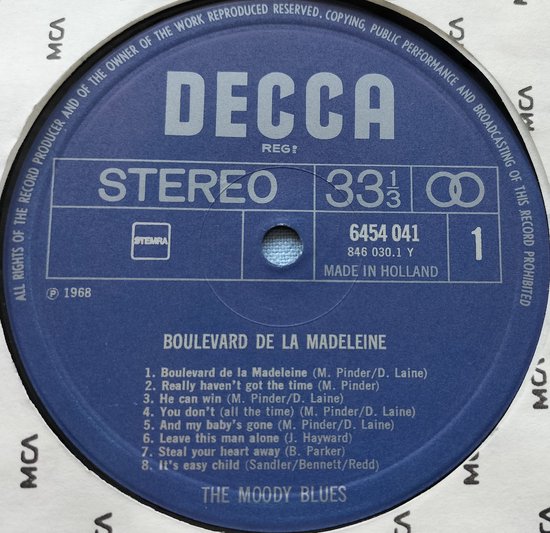 ALL RIGHTS OF THE RECORD PRODUCER AND OF THE OWNER OF THE WORK REPRODUCED RESERVED. COPYING, PUBLIC PERFORMANCE AND BROADCASTING OF THIS RECORD PROHIBITED
DECCA
REG?
STEREO 33 1/3
STEMRA 6454 041 1
846 030.1 Y
MADE IN HOLLAND
℗ 1968
BOULEVARD DE LA MADELEINE
1. Boulevard de la Madeleine (M. Pinder/D. Laine)
2. Really haven't got the time (M. Pinder)
3. He can win (M. Pinder/D. Laine)
4. You don't (all the time) (M. Pinder/D. Laine)
5. And my baby's gone (M. Pinder/D. Laine)
6. Leave this man alone (J. Hayward)
7. Steal your heart away (B. Parker)
8. It's easy child (Sandler/Bennett/Redd)
THE MOODY BLUES
MCA
MCA
MCA
MCA
MCA
MCA